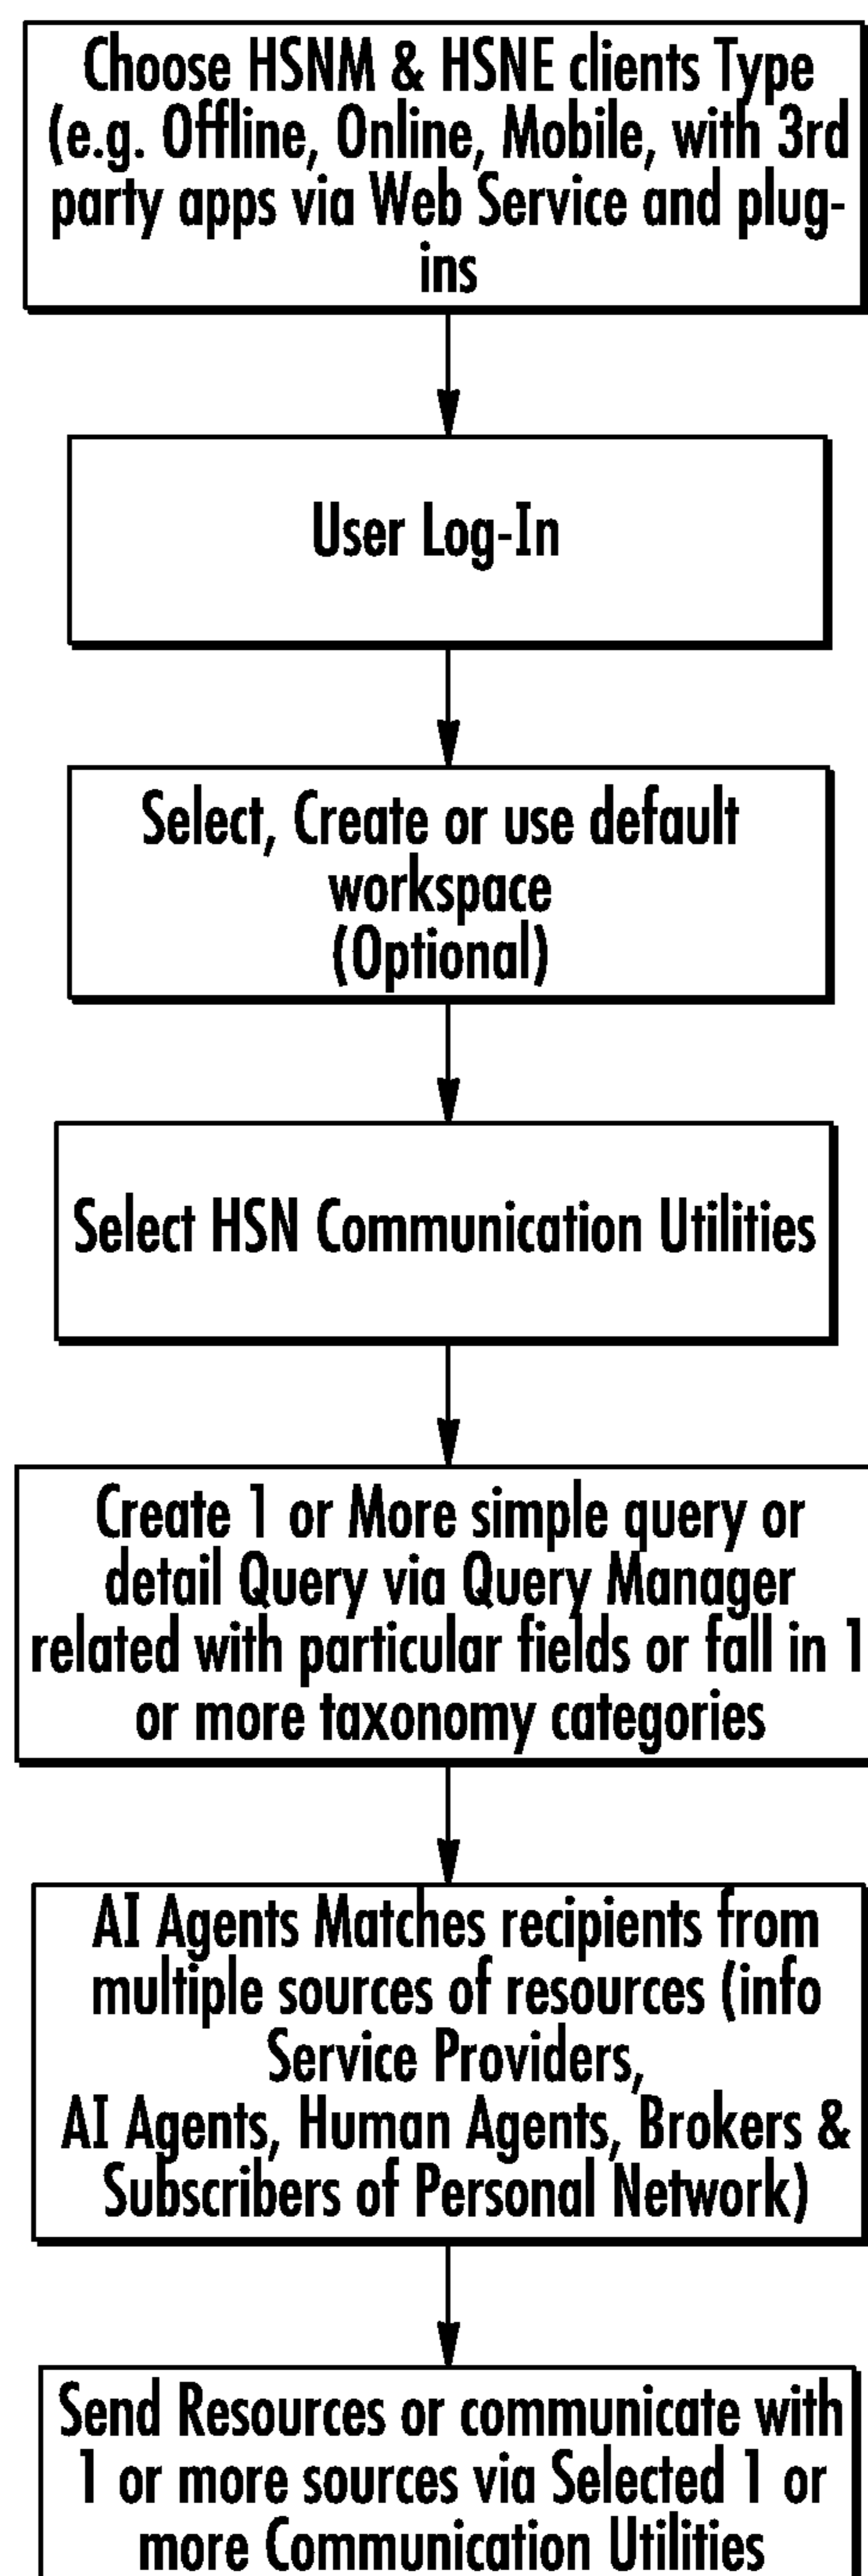 Choose HSNM & HSNE clients Type
(e.g. Offline, Online, Mobile, with 3rd
party apps via Web Service and plug-
ins
User Log-In
Select, Create or use default
workspace
(Optional)
Select HSN Communication Utilities
Create 1 or More simple query or
detail Query via Query Manager
related with particular fields or fall in 1
or more taxonomy categories
AI Agents Matches recipients from
multiple sources of resources (info
Service Providers,
AI Agents, Human Agents, Brokers &
Subscribers of Personal Network)
Send Resources or communicate with
1 or more sources via Selected 1 or
more Communication Utilities